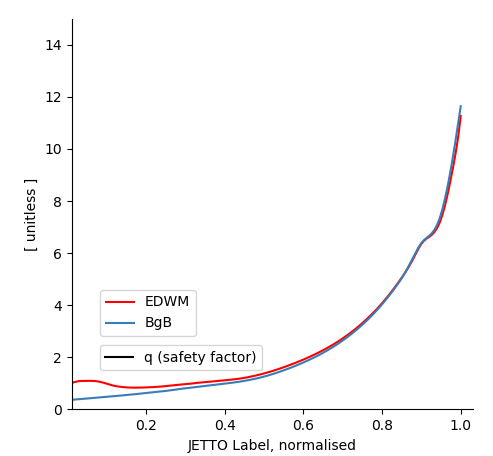 14
12
10
8
6
4
2
0
[ unitless ]
EDWM
BgB
q (safety factor)
0.2
0.4
0.6
0.8
1.0
JETTO Label, normalised